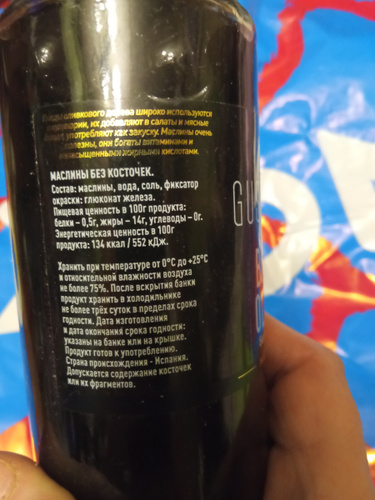 оливкового дерева широко используются
их добавляют в салаты и мясные
употребляют как закуску. Маслины очень
они богаты витаминами и
жирными кислотами.
МАСЛИНЫ БЕЗ КОСТОЧЕК.
Состав: маслины, вода, соль, фиксатор
окраски: глюконат железа.
Пищевая ценность в 100г продукта:
белки – 0,5г, жиры – 14г, углеводы – 0г.
Энергетическая ценность в 100г
продукта: 134 ккал / 552 кДж.
Хранить при температуре от 0°С до +25°С
и относительной влажности воздуха
не более 75%. После вскрытия банки
продукт хранить в холодильнике
не более трёх суток в пределах срока
годности. Дата изготовления
и дата окончания срока годности:
указаны на банке или на крышке.
Продукт готов к употреблению.
Страна происхождения - Испания.
Допускается содержание косточек
или их фрагментов.
GUS